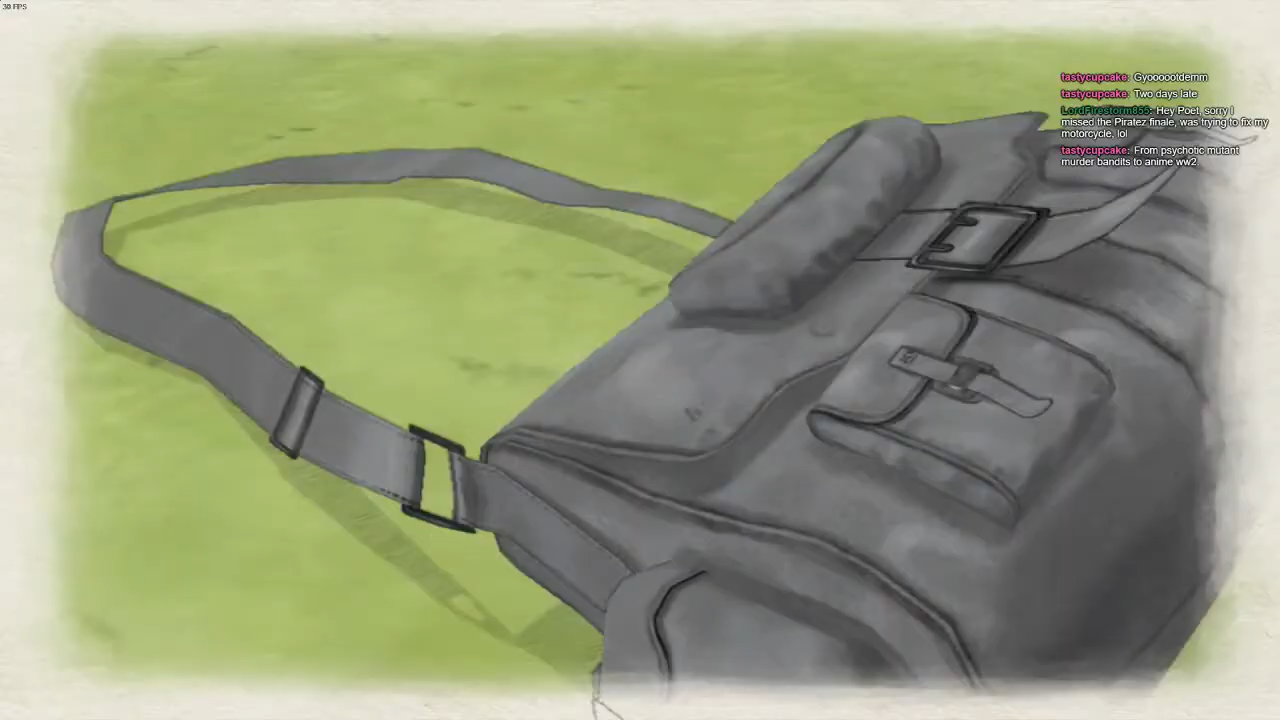 30 FPS
tastycupcake: Gyoooootdemm
tastycupcake: Two days late
LordFirestorm863: Hey Poet, sorry I
missed the Piratez finale, was trying to fix my
motorcycle, lol
tastycupcake: From psychotic mutant
murder bandits to anime ww2.